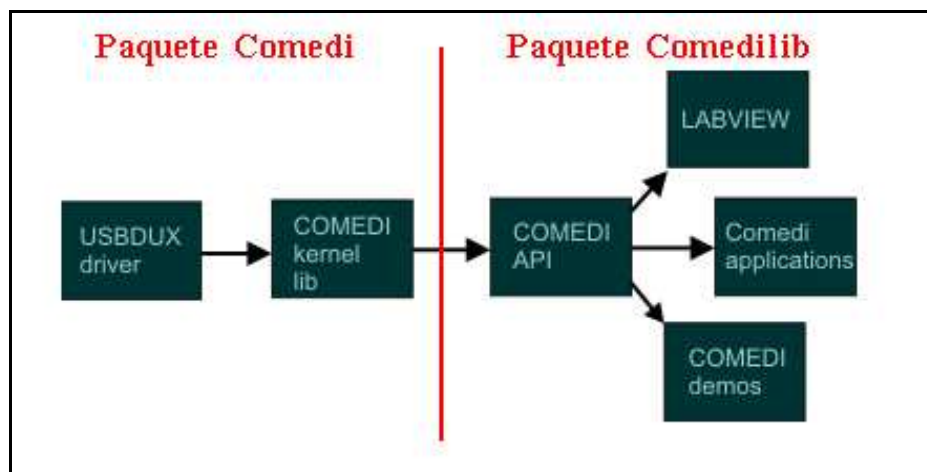 Paquete Comedi
Paquete Comedilib
LABVIEW
USBDUX
driver
COMEDI
kernel
lib
COMEDI
API
Comedi
applications
COMEDI
demos